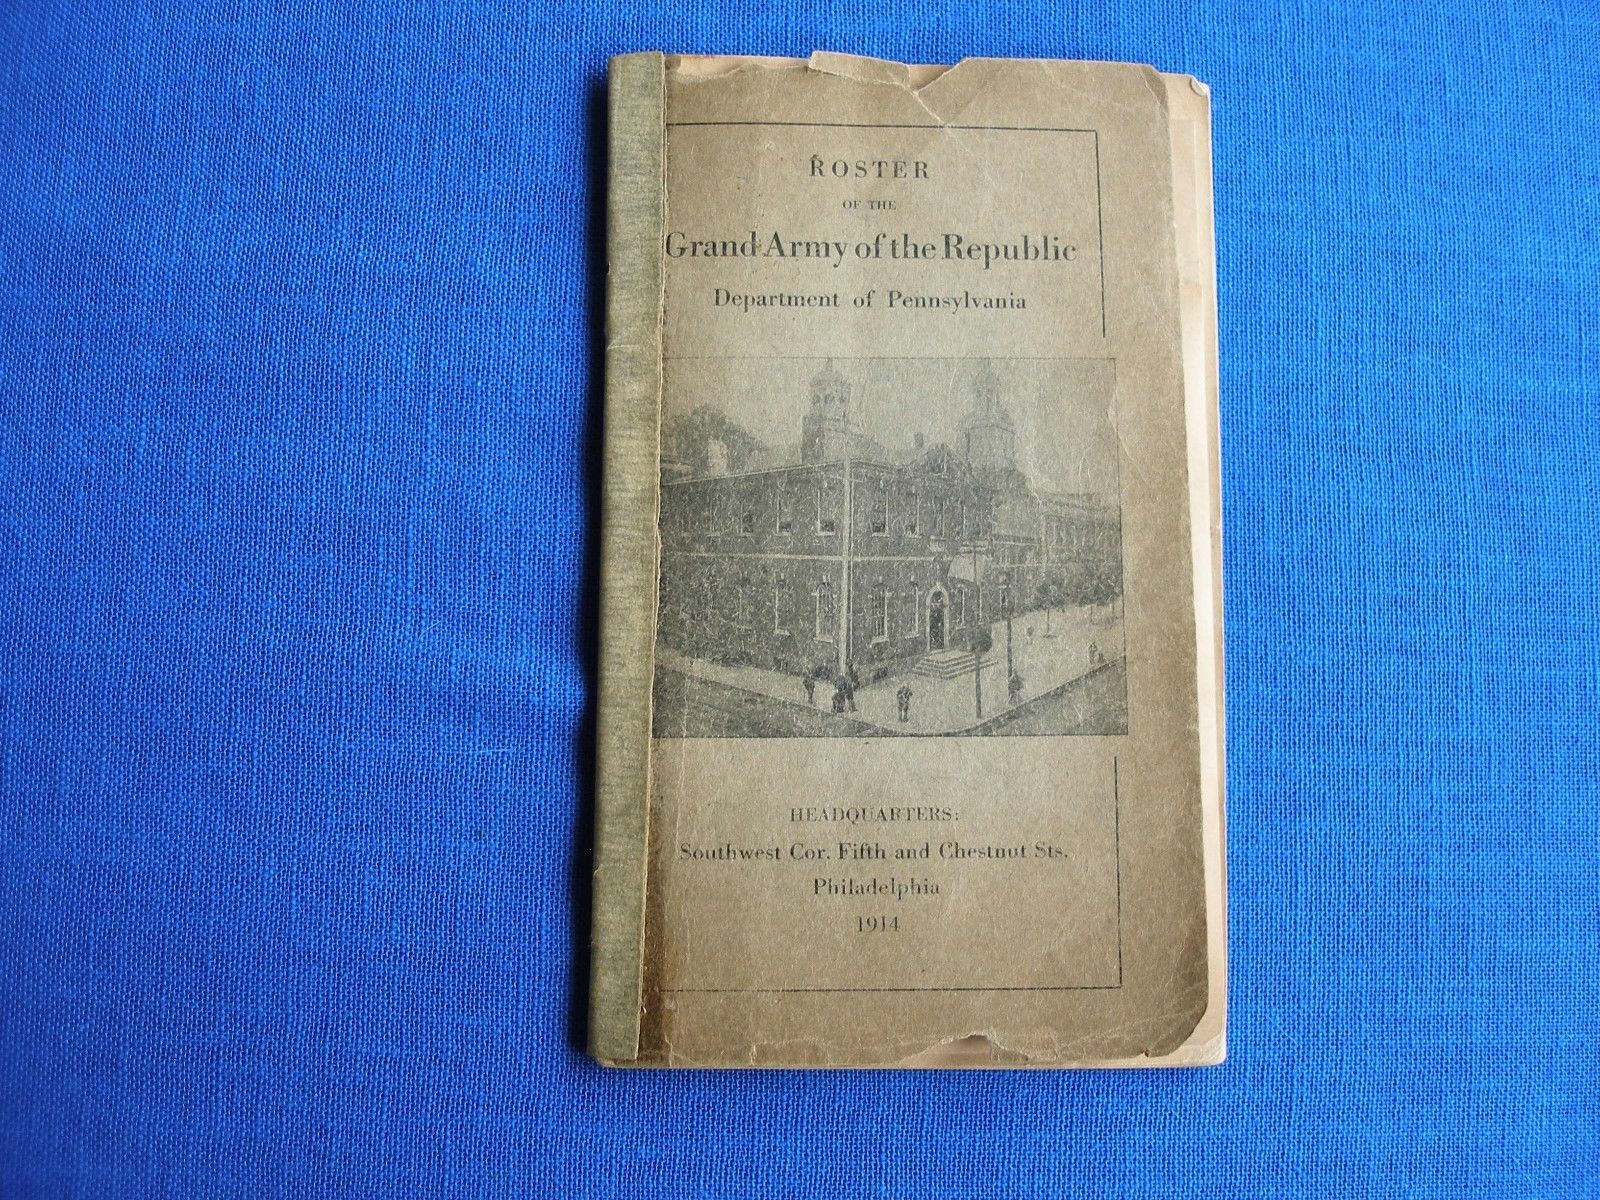 ROSTER
OF THE
Grand Army of the Republic
Department of Pennsylvania
HEADQUARTERS:
Southwest Cor. Fifth and Chestnut Sts.
Philadelphia
1914